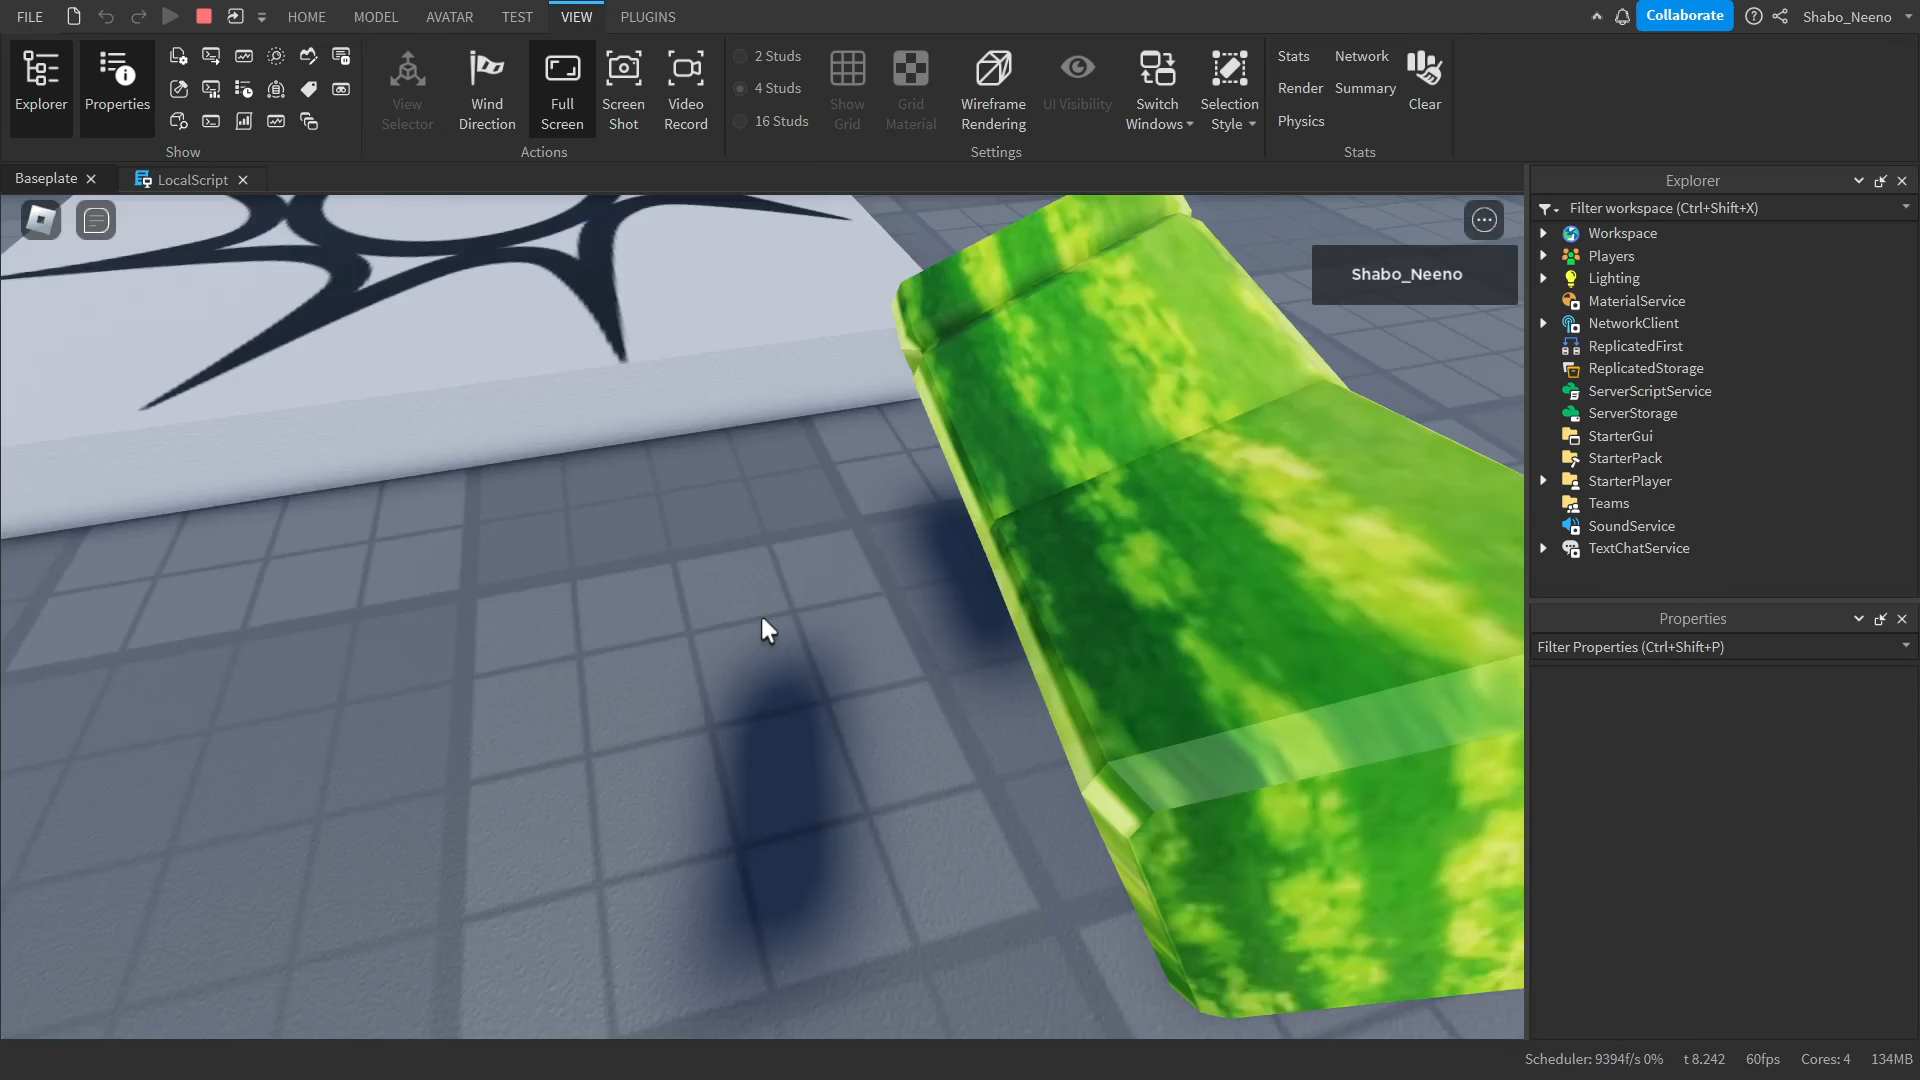 FILE HOME MODEL AVATAR TEST VIEW PLUGINS Collaborate Shabo_Neeno
Explorer Properties
Show
View Selector
Wind Direction
Full Screen
Screen Shot
Video Record
Actions
2 Studs
4 Studs
16 Studs
Show Grid
Grid Material
Wireframe Rendering
UI Visibility
Switch Windows
Selection Style
Settings
Stats Network
Render Summary
Physics
Clear
Stats
Baseplate LocalScript
Shabo_Neeno
Explorer
Filter workspace (Ctrl+Shift+X)
Workspace
Players
Lighting
MaterialService
NetworkClient
ReplicatedFirst
ReplicatedStorage
ServerScriptService
ServerStorage
StarterGui
StarterPack
StarterPlayer
Teams
SoundService
TextChatService
Properties
Filter Properties (Ctrl+Shift+P)
Scheduler: 9394f/s 0% t 8.242 60fps Cores: 4 134MB